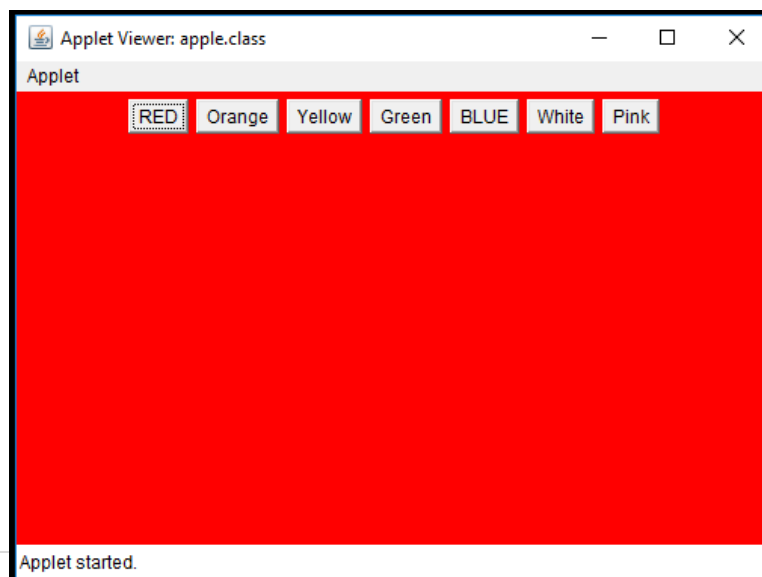 Applet Viewer: apple.class
Applet
RED Orange Yellow Green BLUE White Pink
Applet started.